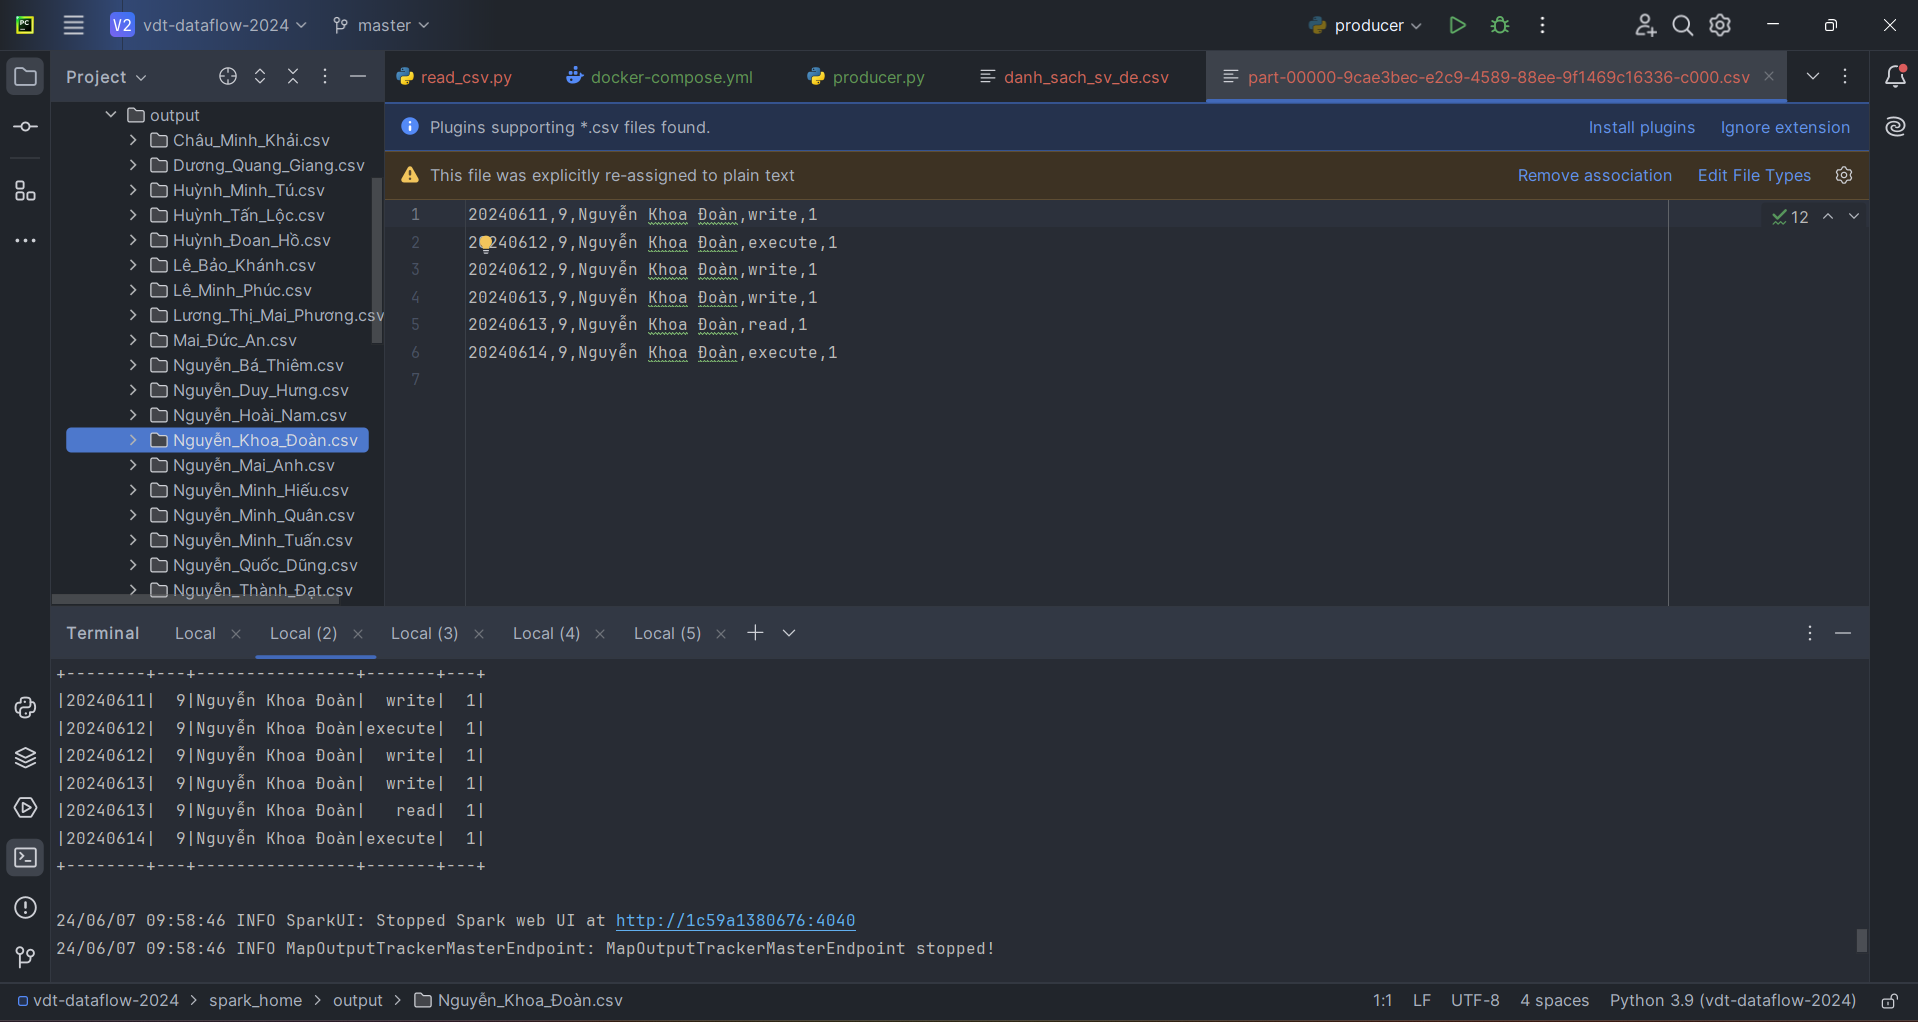 V2 vdt-dataflow-2024 master producer
Project
read_csv.py docker-compose.yml producer.py danh_sach_sv_de.csv part-00000-9cae3bec-e2c9-4589-88ee-9f1469c16336-c000.csv
output
Châu_Minh_Khải.csv
Dương_Quang_Giang.csv
Huỳnh_Minh_Tú.csv
Huỳnh_Tấn_Lộc.csv
Huỳnh_Đoan_Hồ.csv
Lê_Bảo_Khánh.csv
Lê_Minh_Phúc.csv
Lương_Thị_Mai_Phương.csv
Mai_Đức_An.csv
Nguyễn_Bá_Thiêm.csv
Nguyễn_Duy_Hưng.csv
Nguyễn_Hoài_Nam.csv
Nguyễn_Khoa_Đoàn.csv
Nguyễn_Mai_Anh.csv
Nguyễn_Minh_Hiếu.csv
Nguyễn_Minh_Quân.csv
Nguyễn_Minh_Tuấn.csv
Nguyễn_Quốc_Dũng.csv
Nguyễn_Thành_Đạt.csv
Plugins supporting *.csv files found. Install plugins Ignore extension
This file was explicitly re-assigned to plain text Remove association Edit File Types
1 20240611,9,Nguyễn Khoa Đoàn,write,1 12
2 20240612,9,Nguyễn Khoa Đoàn,execute,1
3 20240612,9,Nguyễn Khoa Đoàn,write,1
4 20240613,9,Nguyễn Khoa Đoàn,write,1
5 20240613,9,Nguyễn Khoa Đoàn,read,1
6 20240614,9,Nguyễn Khoa Đoàn,execute,1
7
Terminal Local Local (2) Local (3) Local (4) Local (5)
+--------+---+----------------+-------+---+
|20240611|  9|Nguyễn Khoa Đoàn|  write|  1|
|20240612|  9|Nguyễn Khoa Đoàn|execute|  1|
|20240612|  9|Nguyễn Khoa Đoàn|  write|  1|
|20240613|  9|Nguyễn Khoa Đoàn|  write|  1|
|20240613|  9|Nguyễn Khoa Đoàn|   read|  1|
|20240614|  9|Nguyễn Khoa Đoàn|execute|  1|
+--------+---+----------------+-------+---+
24/06/07 09:58:46 INFO SparkUI: Stopped Spark web UI at http://1c59a1380676:4040
24/06/07 09:58:46 INFO MapOutputTrackerMasterEndpoint: MapOutputTrackerMasterEndpoint stopped!
vdt-dataflow-2024 > spark_home > output > Nguyễn_Khoa_Đoàn.csv 1:1 LF UTF-8 4 spaces Python 3.9 (vdt-dataflow-2024)